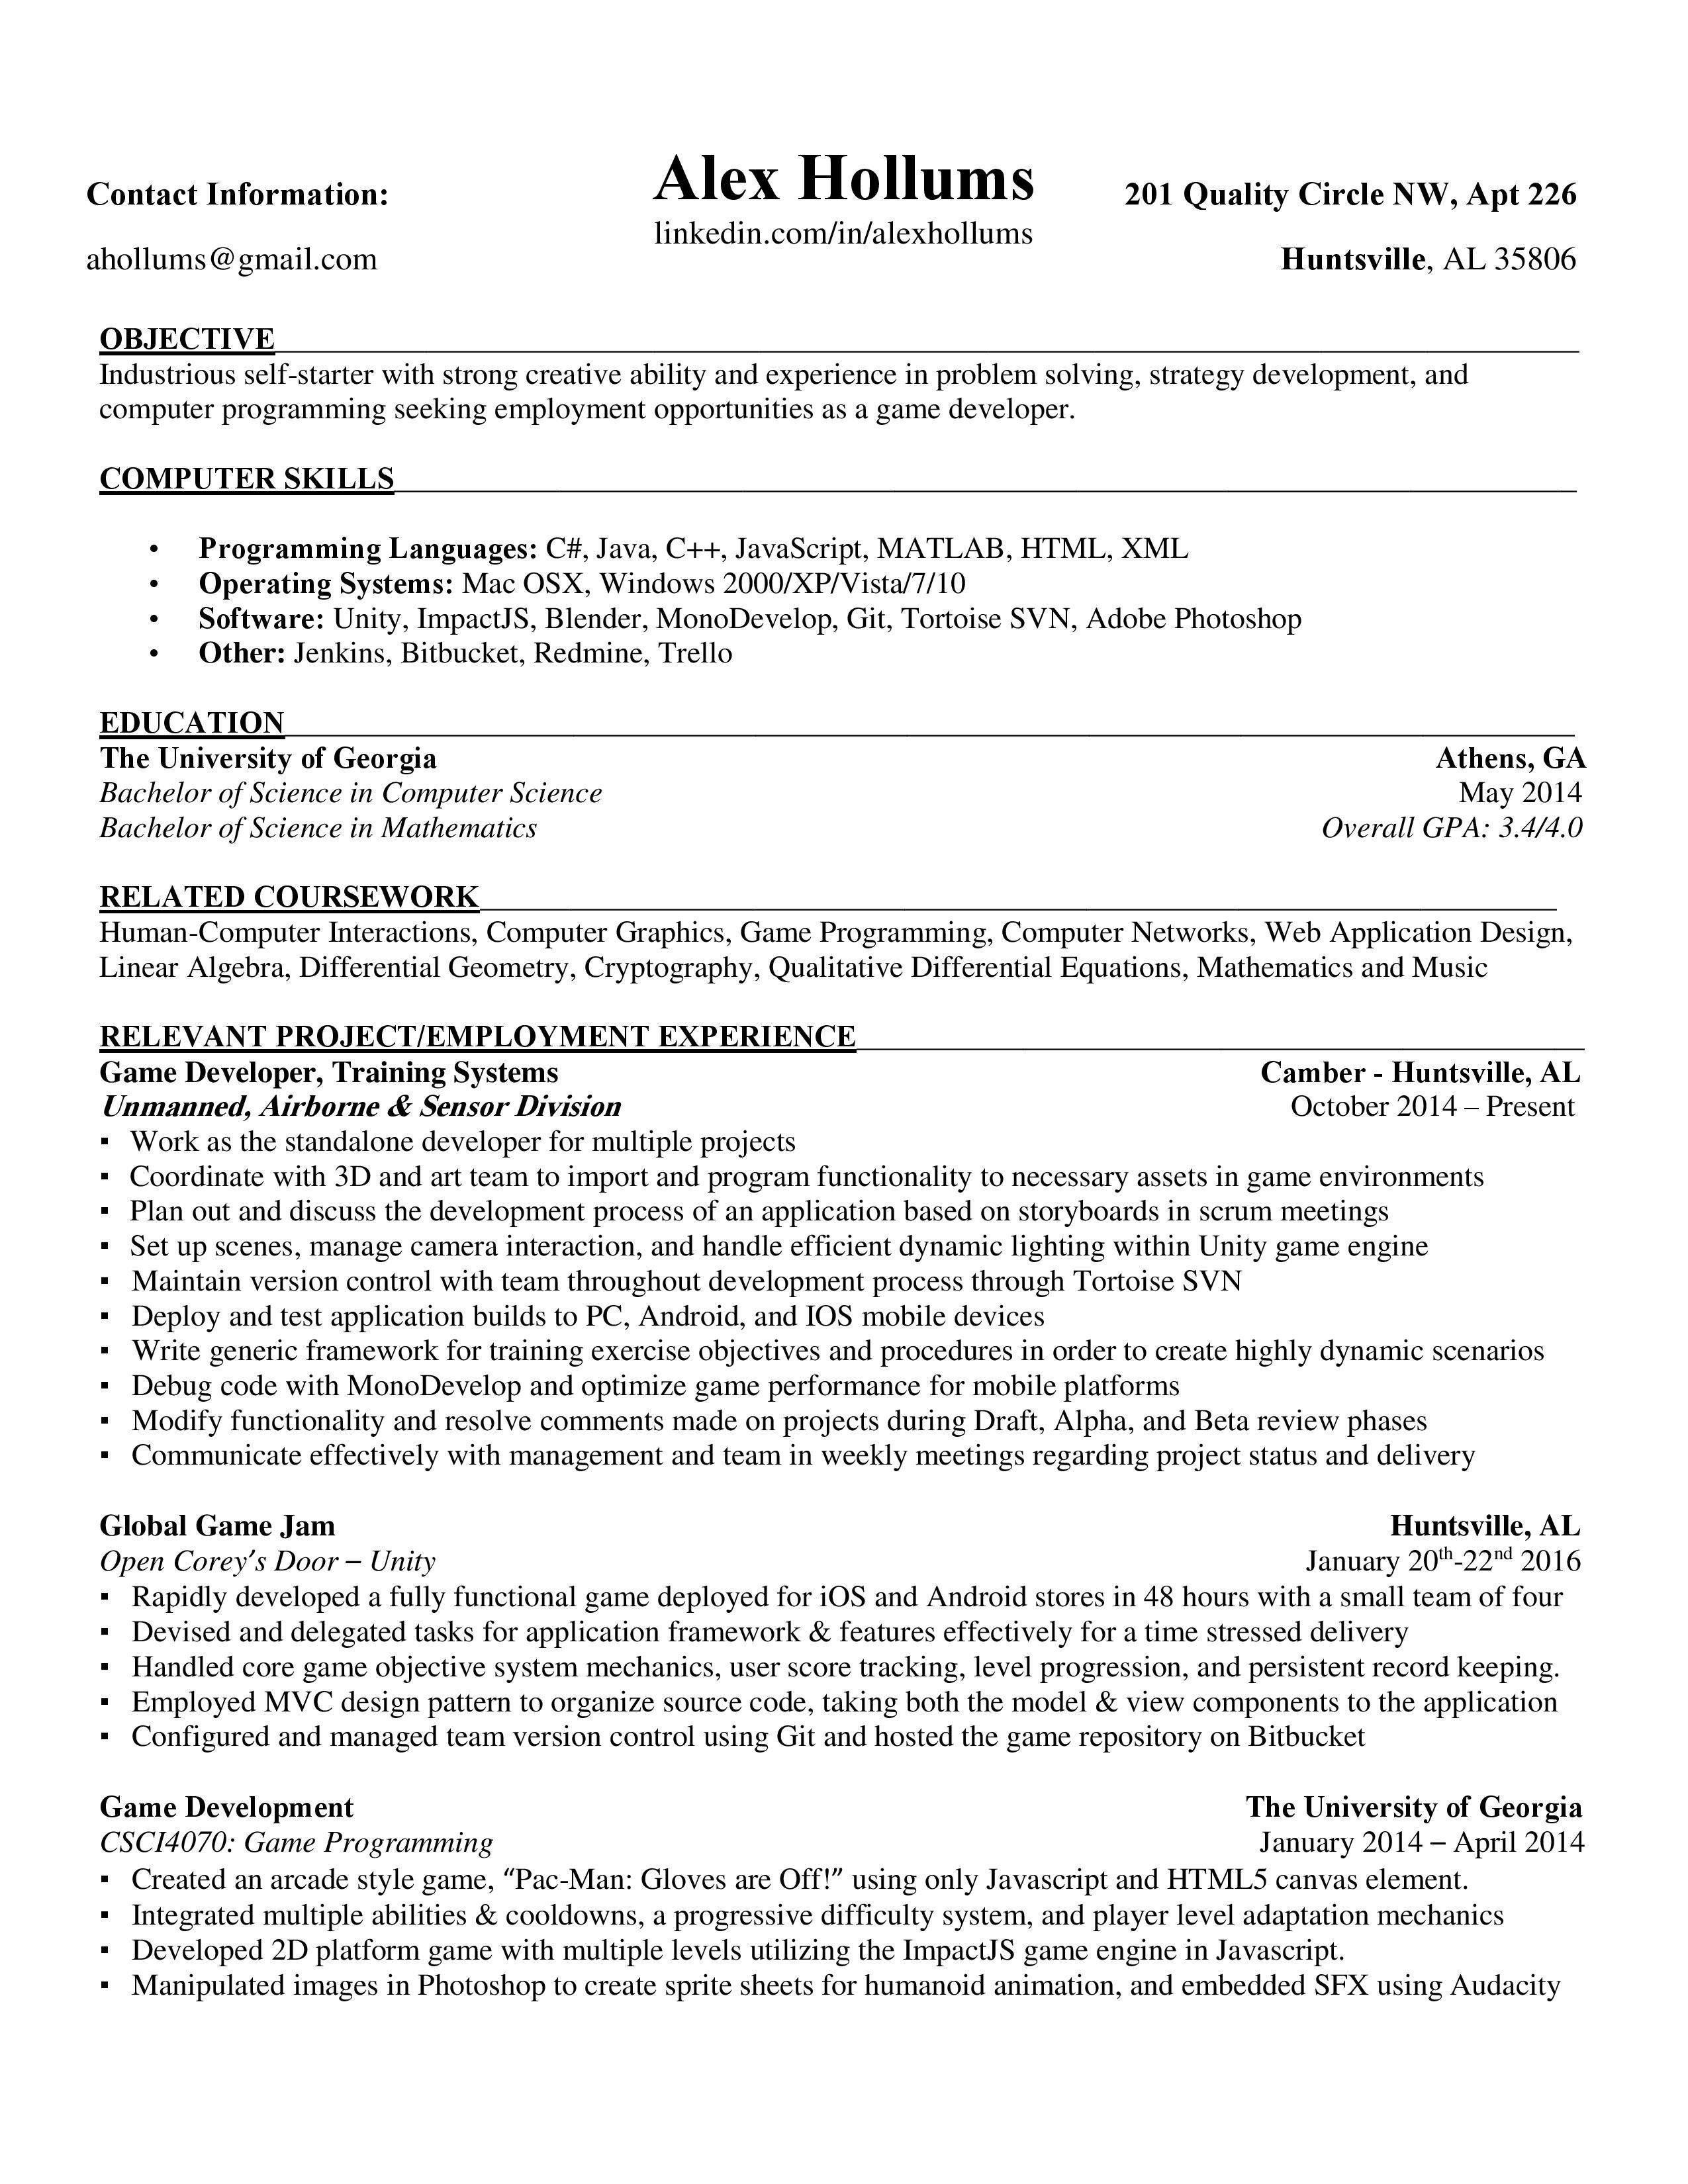 Alex Hollums
Contact Information:
201 Quality Circle NW, Apt 226
linkedin.com/in/alexhollums
ahollums@gmail.com
Huntsville, AL 35806
OBJECTIVE
Industrious self-starter with strong creative ability and experience in problem solving, strategy development, and
computer programming seeking employment opportunities as a game developer.
COMPUTER SKILLS
• Programming Languages: C#, Java, C++, JavaScript, MATLAB, HTML, XML
• Operating Systems: Mac OSX, Windows 2000/XP/Vista/7/10
• Software: Unity, ImpactJS, Blender, MonoDevelop, Git, Tortoise SVN, Adobe Photoshop
• Other: Jenkins, Bitbucket, Redmine, Trello
EDUCATION
The University of Georgia Athens, GA
Bachelor of Science in Computer Science May 2014
Bachelor of Science in Mathematics Overall GPA: 3.4/4.0
RELATED COURSEWORK
Human-Computer Interactions, Computer Graphics, Game Programming, Computer Networks, Web Application Design,
Linear Algebra, Differential Geometry, Cryptography, Qualitative Differential Equations, Mathematics and Music
RELEVANT PROJECT/EMPLOYMENT EXPERIENCE
Game Developer, Training Systems Camber - Huntsville, AL
Unmanned, Airborne & Sensor Division October 2014 – Present
▪ Work as the standalone developer for multiple projects
▪ Coordinate with 3D and art team to import and program functionality to necessary assets in game environments
▪ Plan out and discuss the development process of an application based on storyboards in scrum meetings
▪ Set up scenes, manage camera interaction, and handle efficient dynamic lighting within Unity game engine
▪ Maintain version control with team throughout development process through Tortoise SVN
▪ Deploy and test application builds to PC, Android, and IOS mobile devices
▪ Write generic framework for training exercise objectives and procedures in order to create highly dynamic scenarios
▪ Debug code with MonoDevelop and optimize game performance for mobile platforms
▪ Modify functionality and resolve comments made on projects during Draft, Alpha, and Beta review phases
▪ Communicate effectively with management and team in weekly meetings regarding project status and delivery
Global Game Jam Huntsville, AL
Open Corey’s Door – Unity January 20th-22nd 2016
▪ Rapidly developed a fully functional game deployed for iOS and Android stores in 48 hours with a small team of four
▪ Devised and delegated tasks for application framework & features effectively for a time stressed delivery
▪ Handled core game objective system mechanics, user score tracking, level progression, and persistent record keeping.
▪ Employed MVC design pattern to organize source code, taking both the model & view components to the application
▪ Configured and managed team version control using Git and hosted the game repository on Bitbucket
Game Development The University of Georgia
CSCI4070: Game Programming January 2014 – April 2014
▪ Created an arcade style game, “Pac-Man: Gloves are Off!” using only Javascript and HTML5 canvas element.
▪ Integrated multiple abilities & cooldowns, a progressive difficulty system, and player level adaptation mechanics
▪ Developed 2D platform game with multiple levels utilizing the ImpactJS game engine in Javascript.
▪ Manipulated images in Photoshop to create sprite sheets for humanoid animation, and embedded SFX using Audacity